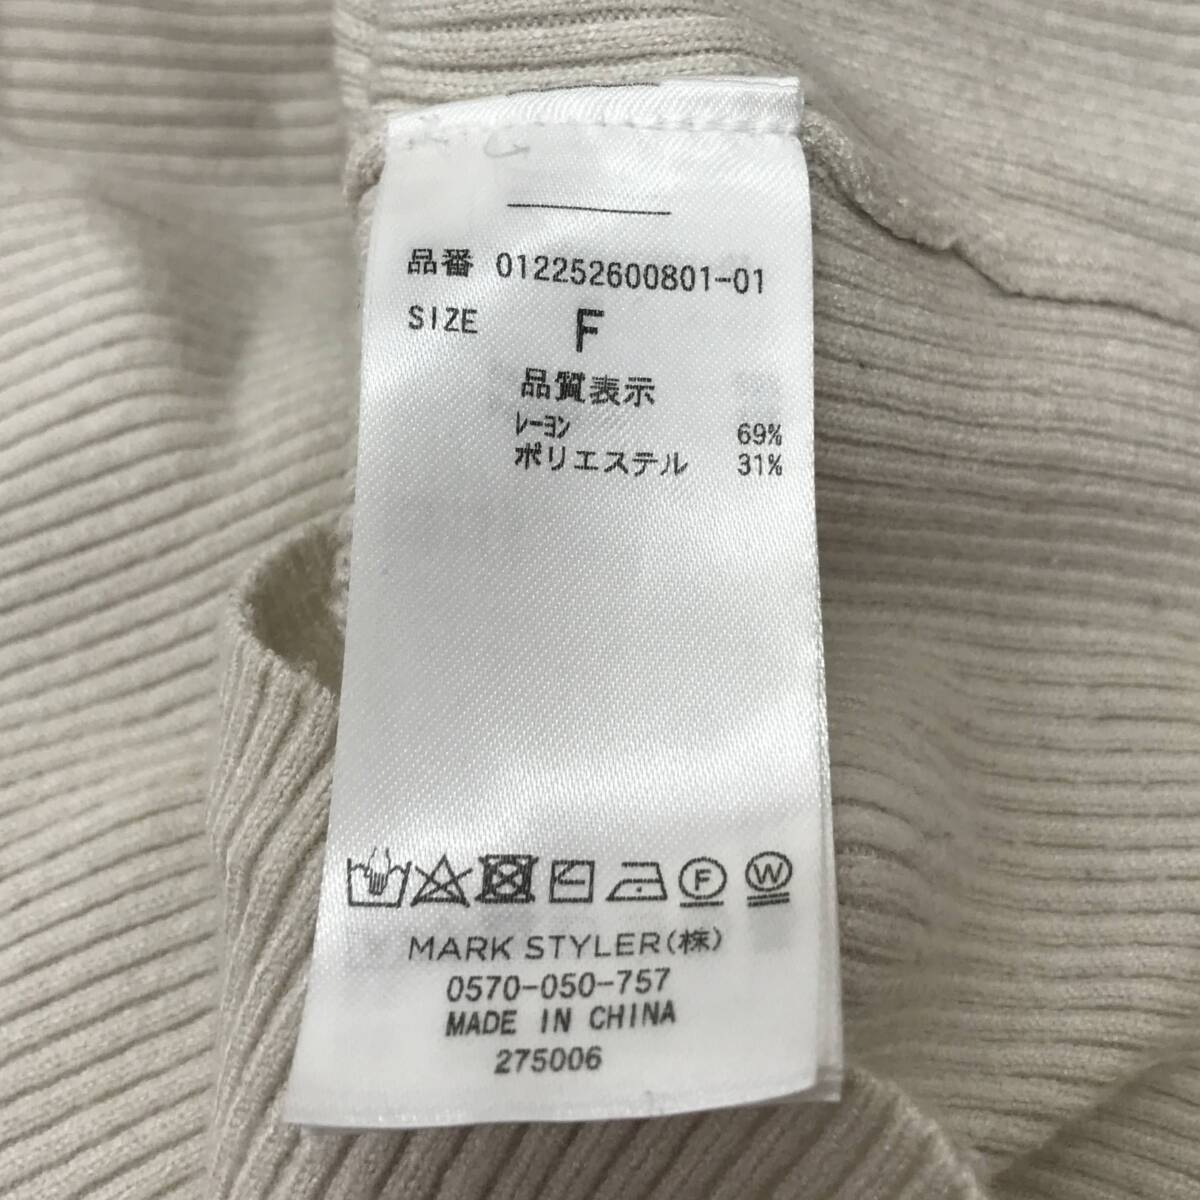 品番 012252600801-01
SIZE F
品質表示
ﾚｰﾖﾝ 69%
ポリエステル 31%
F W
MARK STYLER(株)
0570-050-757
MADE IN CHINA
275006